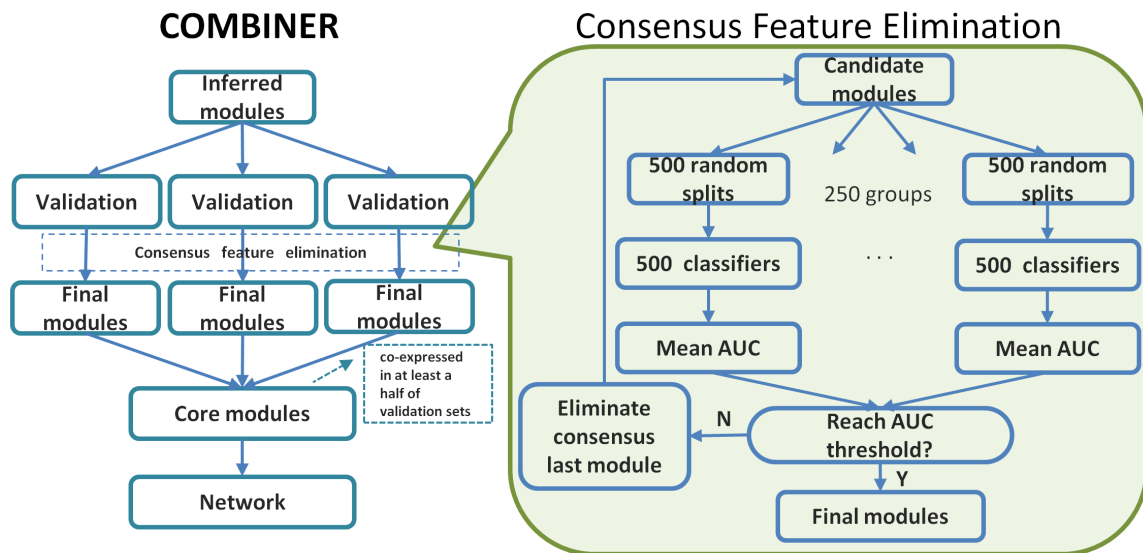 COMBINER
Inferred
modules
Validation
Validation
Validation
Consensus feature elimination
Final
modules
Final
modules
Final
modules
co-expressed
in at least a
half of
validation sets
Core modules
Network
Consensus Feature Elimination
Candidate
modules
500 random
splits
250 groups
500 random
splits
500 classifiers
. . .
500 classifiers
Mean AUC
Mean AUC
Eliminate
consensus
last module
N
Reach AUC
threshold?
Y
Final modules